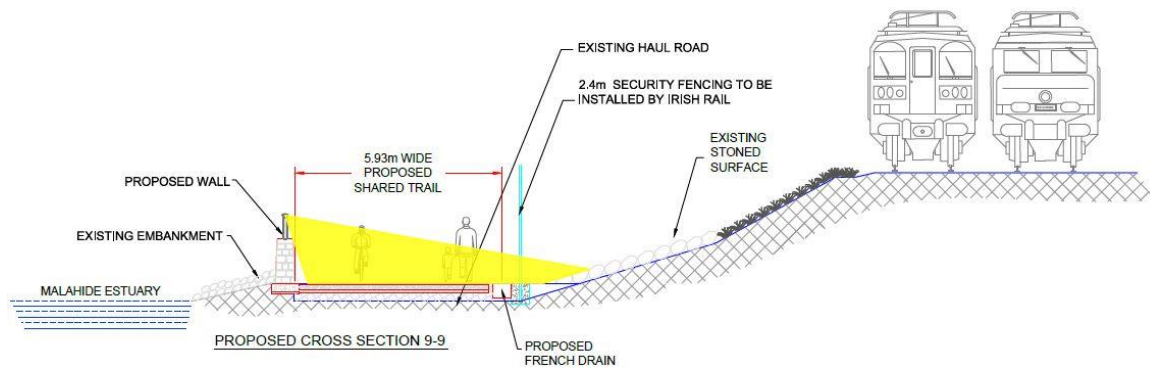 EXISTING HAUL ROAD
2.4m SECURITY FENCING TO BE
INSTALLED BY IRISH RAIL
EXISTING
STONED
SURFACE
5.93m WIDE
PROPOSED
SHARED TRAIL
PROPOSED WALL
EXISTING EMBANKMENT
MALAHIDE ESTUARY
PROPOSED CROSS SECTION 9-9
PROPOSED
FRENCH DRAIN